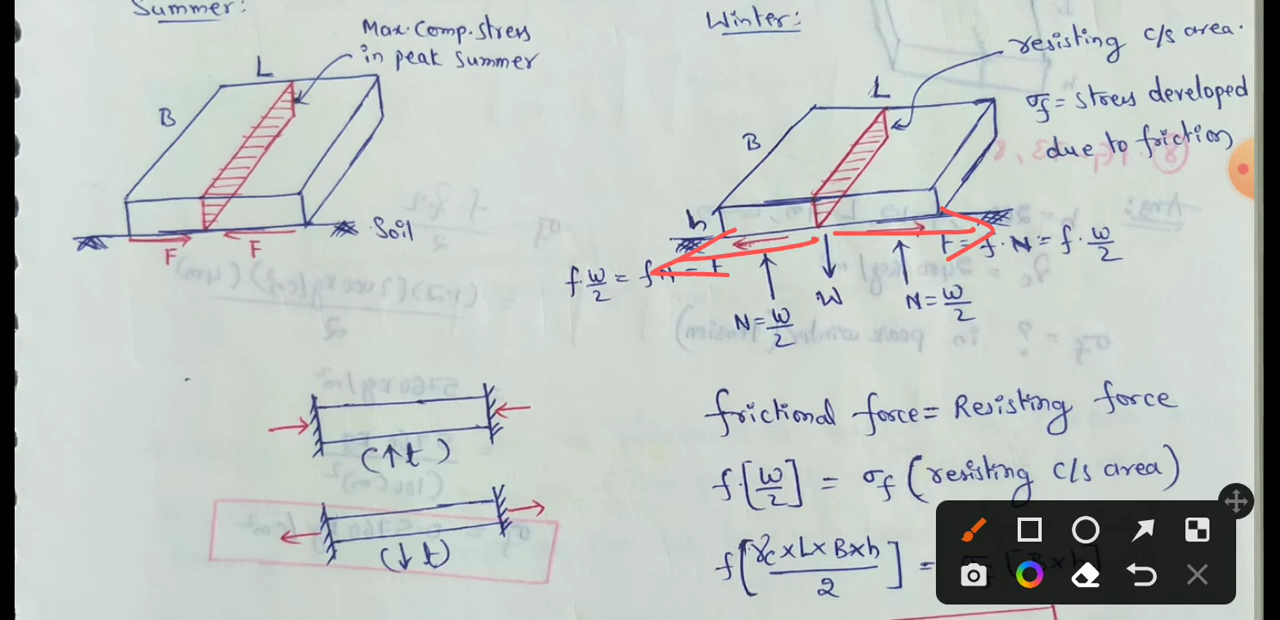 Summer:
Max. Comp. stress
in peak summer
L
B
F
F
Soil
(↑t)
(↓t)
Winter:
resisting c/s area.
σf = stress developed
due to friction
L
B
h
f·w/2 = f
F = f·N = f·w/2
N = w/2
W
N = w/2
frictional force = Resisting force
f·[w/2] = σf (resisting c/s area)
f[γc × L × B × h / 2] =